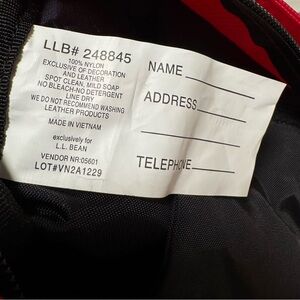 LLB# 248845
100% NYLON
EXCLUSIVE OF DECORATION
AND LEATHER
SPOT CLEAN, MILD SOAP
NO BLEACH-NO DETERGENT
LINE DRY
WE DO NOT RECOMMEND WASHING
LEATHER PRODUCTS
MADE IN VIETNAM
exclusively for
L.L. BEAN
VENDOR NR:05601
LOT#VN2A1229
NAME
ADDRESS
TELEPHONE